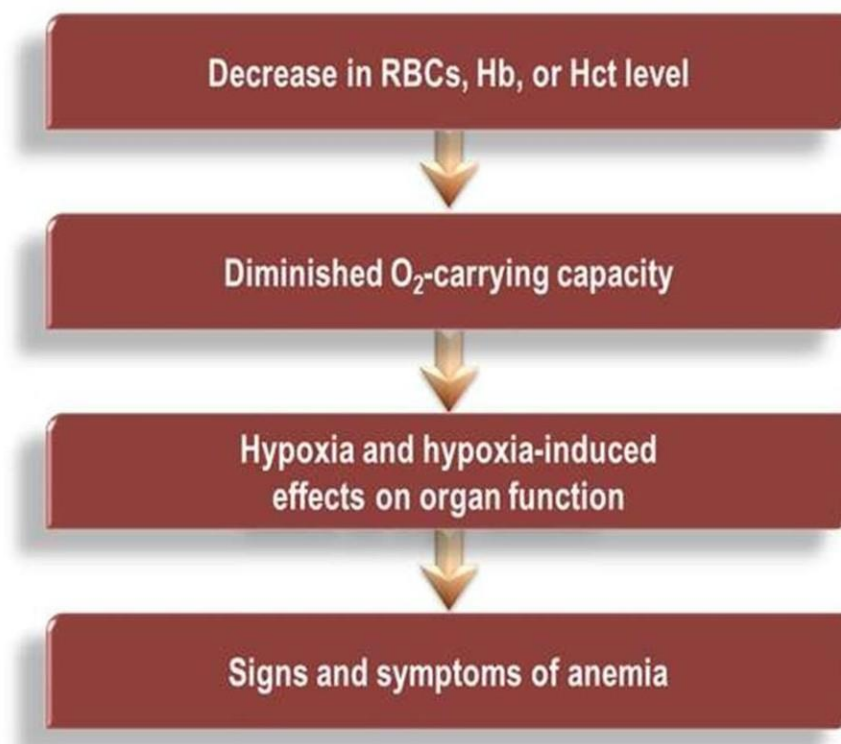 Decrease in RBCs, Hb, or Hct level
Diminished O₂-carrying capacity
Hypoxia and hypoxia-induced
effects on organ function
Signs and symptoms of anemia